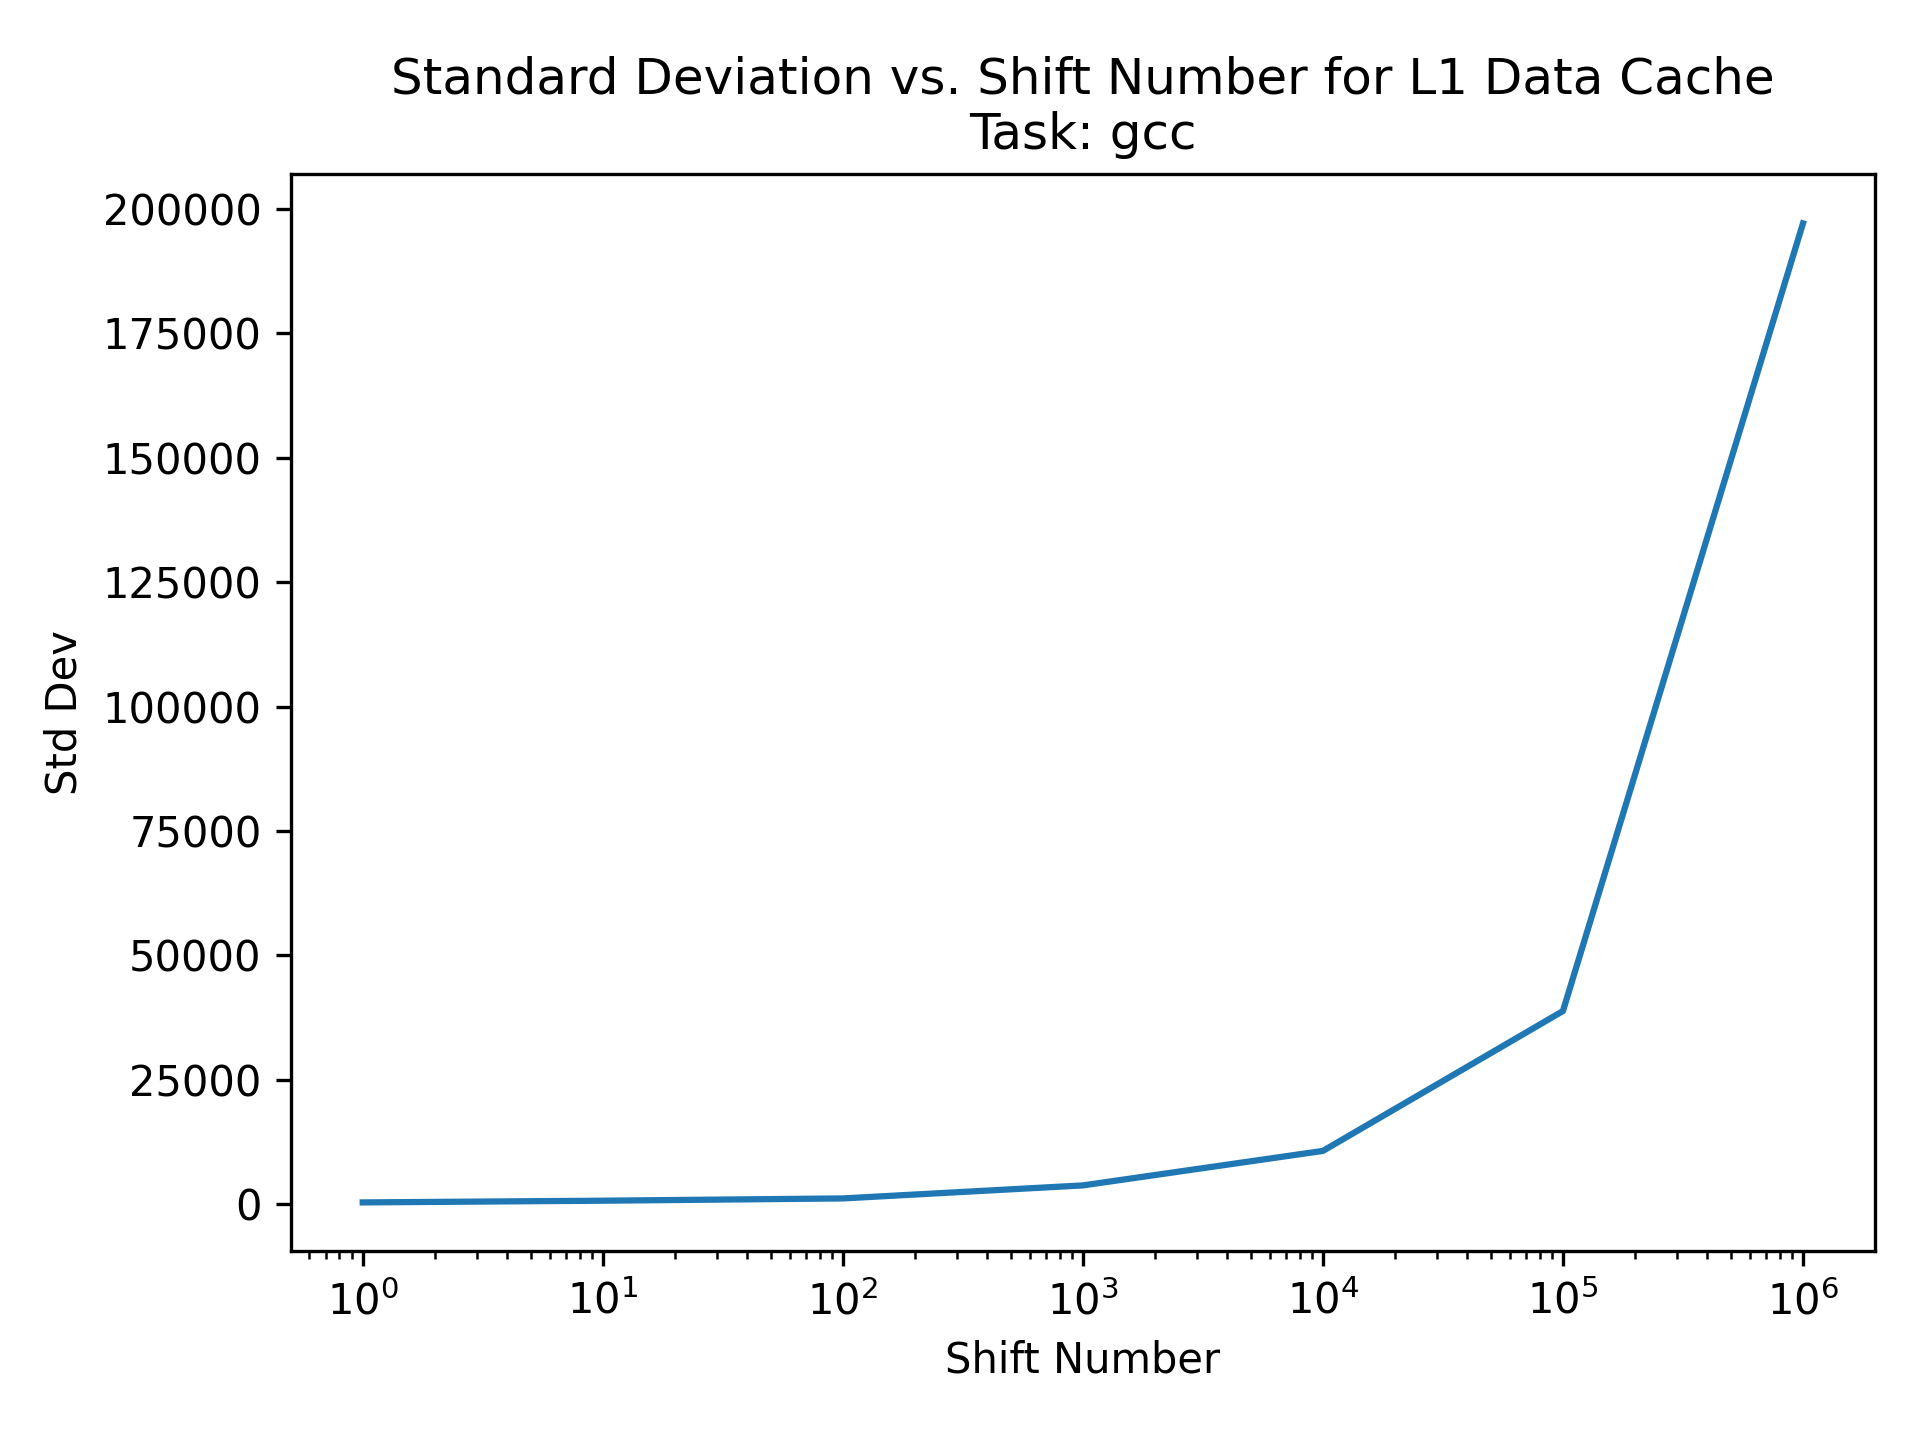 Standard Deviation vs. Shift Number for L1 Data Cache
Task: gcc
200000
175000
150000
125000
100000
75000
50000
25000
0
Std Dev
10⁰ 10¹ 10² 10³ 10⁴ 10⁵ 10⁶
Shift Number